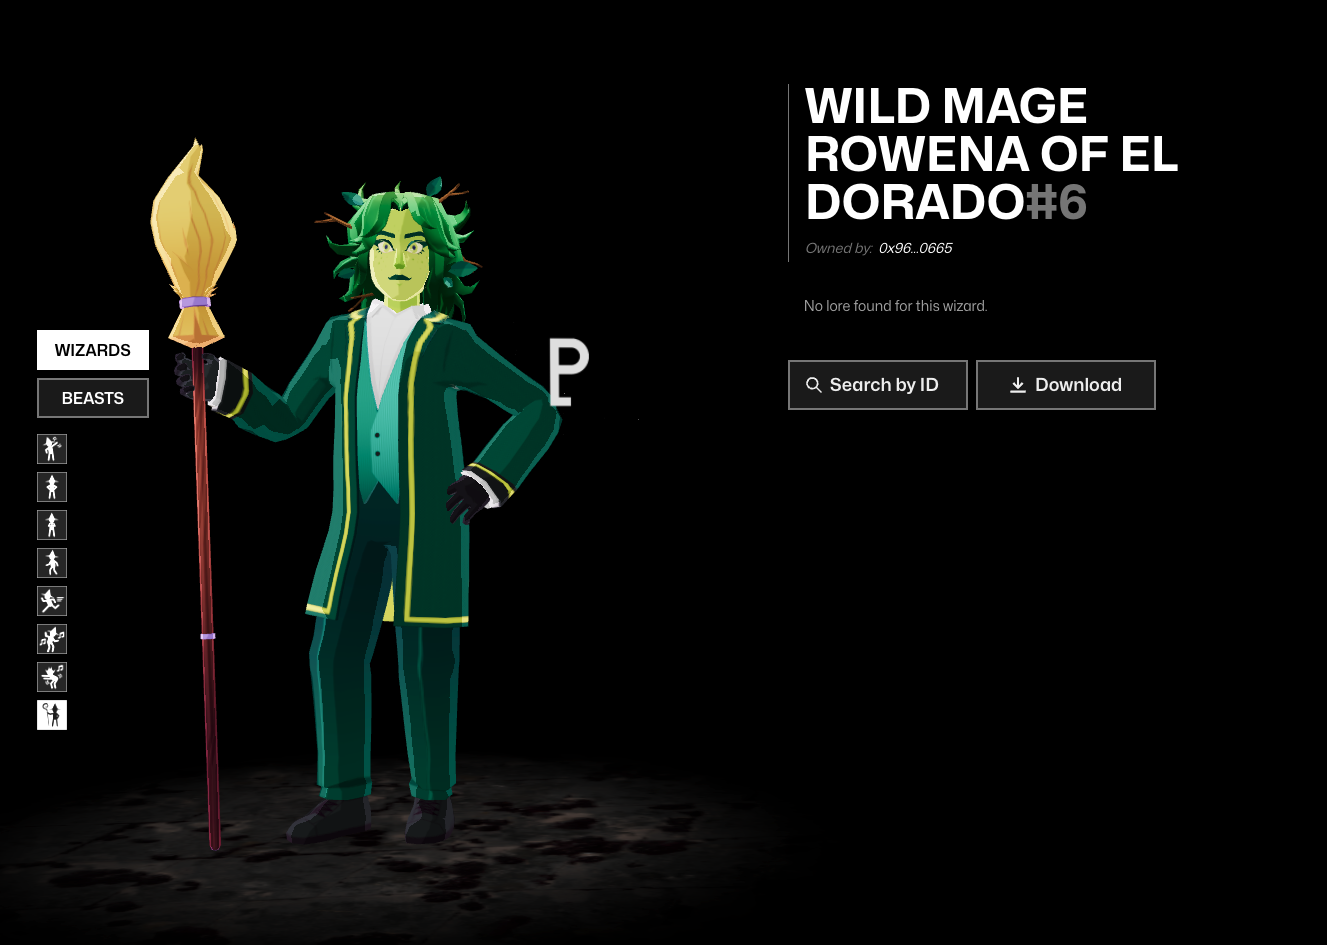 WILD MAGE
ROWENA OF EL
DORADO#6
Owned by: 0x96...0665
No lore found for this wizard.
Search by ID
Download
WIZARDS
BEASTS
P